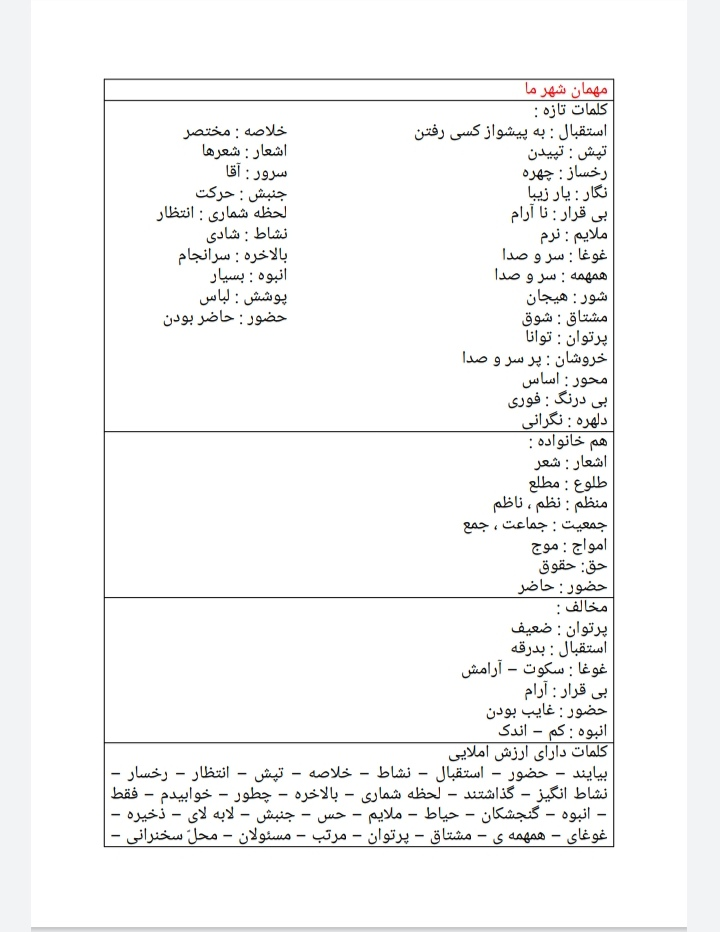 مهمان شهر ما
کلمات تازه :
استقبال : به پیشواز کسی رفتن
تپش : تپیدن
رخساز : چهره
نگار : یار زیبا
بی قرار : نا آرام
ملایم : نرم
غوغا : سر و صدا
همهمه : سر و صدا
شور : هیجان
مشتاق : شوق
پرتوان : توانا
خروشان : پر سر و صدا
محور : اساس
بی درنگ : فوری
دلهره : نگرانی
خلاصه : مختصر
اشعار : شعرها
سرور : آقا
جنبش : حرکت
لحظه شماری : انتظار
نشاط : شادی
بالاخره : سرانجام
انبوه : بسیار
پوشش : لباس
حضور : حاضر بودن
هم خانواده :
اشعار : شعر
طلوع : مطلع
منظم : نظم ، ناظم
جمعیت : جماعت ، جمع
امواج : موج
حق: حقوق
حضور : حاضر
مخالف :
پرتوان : ضعیف
استقبال : بدرقه
غوغا : سکوت – آرامش
بی قرار : آرام
حضور : غایب بودن
انبوه : کم – اندک
کلمات دارای ارزش املایی
بیایند – حضور – استقبال – نشاط – خلاصه – تپش – انتظار – رخسار –
نشاط انگیز – گذاشتند – لحظه شماری – بالاخره – چطور – خوابیدم – فقط
– انبوه – گنجشکان – حیاط – ملایم – حس – جنبش – لابه لای – ذخیره –
غوغای – همهمه ی – مشتاق – پرتوان – مرتب – مسئولان – محلّ سخنرانی –